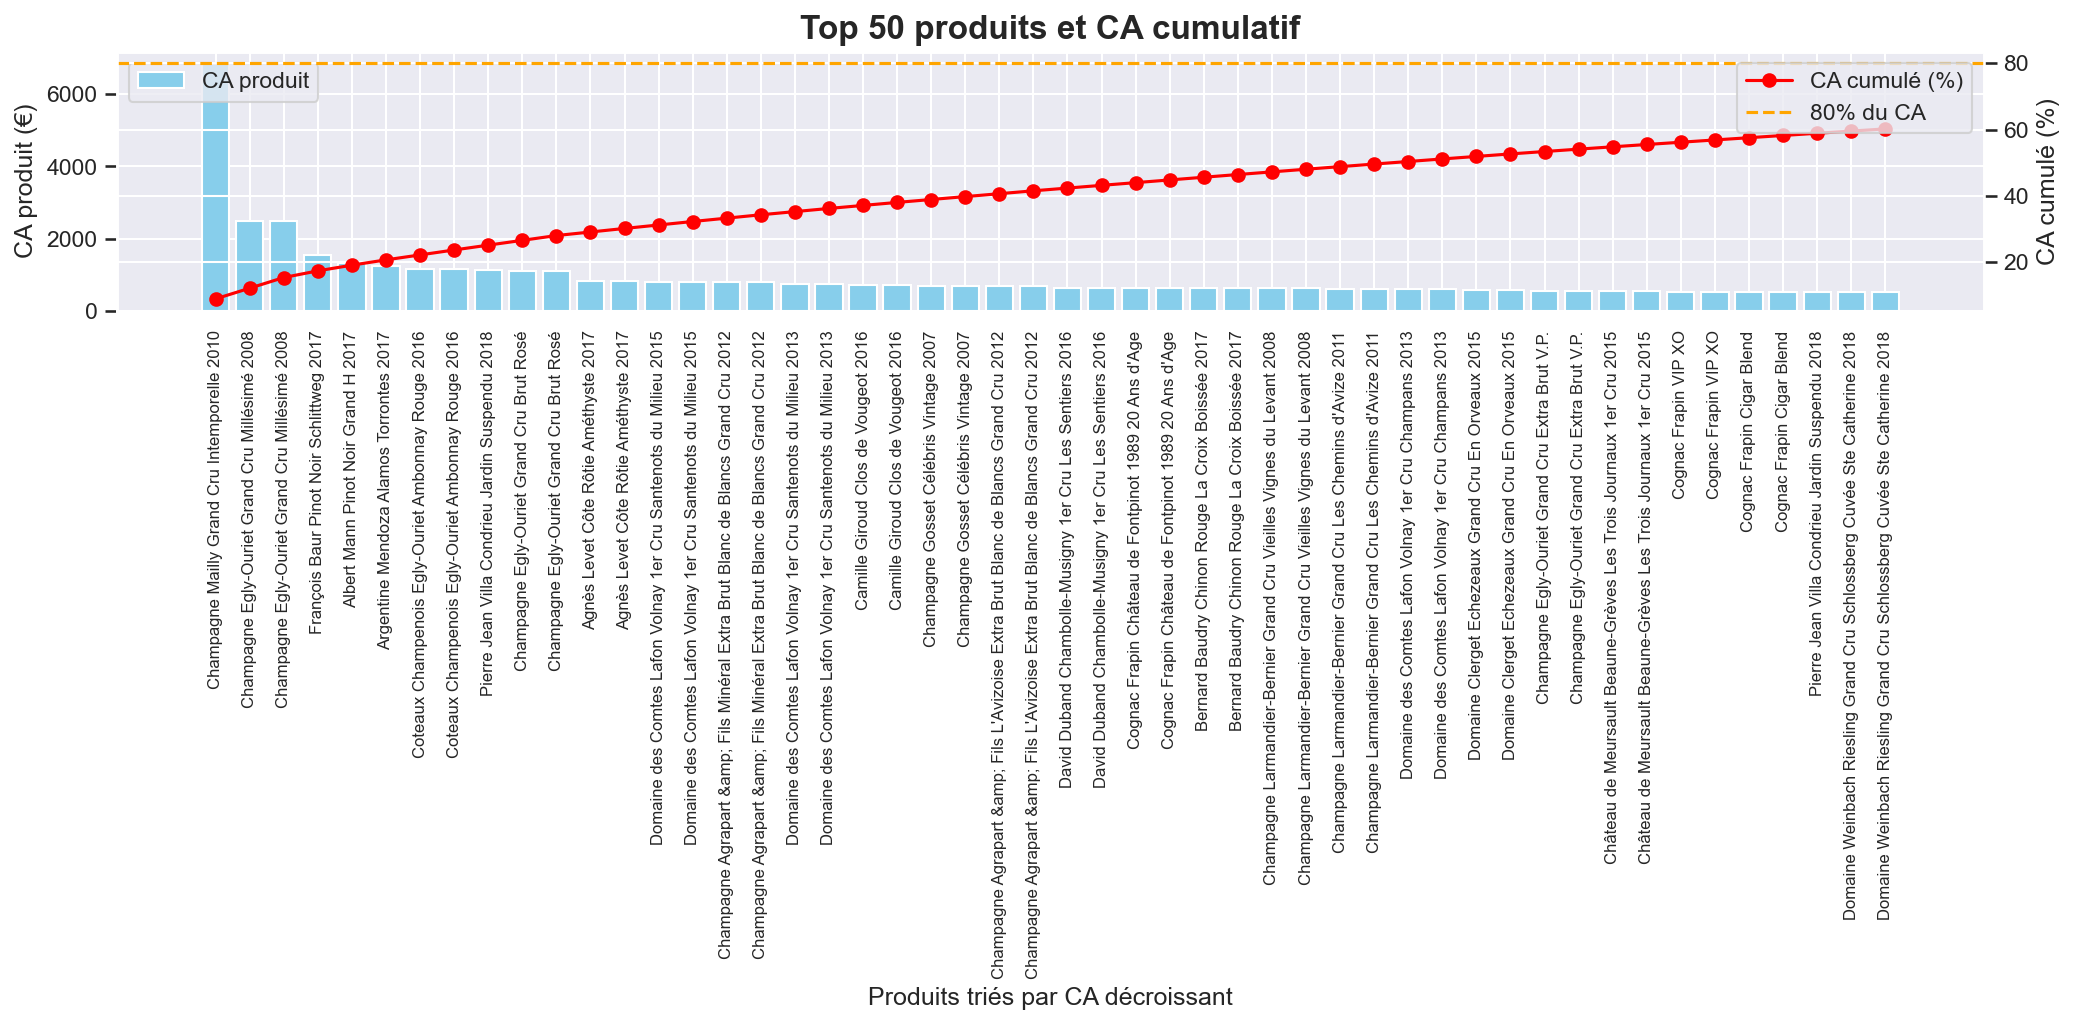 Top 50 produits et CA cumulatif
CA produit
CA cumulé (%)
80% du CA
CA produit (€)
6000
4000
2000
0
80
60
40
20
CA cumulé (%)
Champagne Mailly Grand Cru Intemporelle 2010
Champagne Egly-Ouriet Grand Cru Millésimé 2008
Champagne Egly-Ouriet Grand Cru Millésimé 2008
François Baur Pinot Noir Schlittweg 2017
Albert Mann Pinot Noir Grand H 2017
Argentine Mendoza Alamos Torrontes 2017
Coteaux Champenois Egly-Ouriet Ambonnay Rouge 2016
Coteaux Champenois Egly-Ouriet Ambonnay Rouge 2016
Pierre Jean Villa Condrieu Jardin Suspendu 2018
Champagne Egly-Ouriet Grand Cru Brut Rosé
Champagne Egly-Ouriet Grand Cru Brut Rosé
Agnès Levet Côte Rôtie Améthyste 2017
Agnès Levet Côte Rôtie Améthyste 2017
Domaine des Comtes Lafon Volnay 1er Cru Santenots du Milieu 2015
Domaine des Comtes Lafon Volnay 1er Cru Santenots du Milieu 2015
Champagne Agrapart &amp; Fils Minéral Extra Brut Blanc de Blancs Grand Cru 2012
Champagne Agrapart &amp; Fils Minéral Extra Brut Blanc de Blancs Grand Cru 2012
Domaine des Comtes Lafon Volnay 1er Cru Santenots du Milieu 2013
Domaine des Comtes Lafon Volnay 1er Cru Santenots du Milieu 2013
Camille Giroud Clos de Vougeot 2016
Camille Giroud Clos de Vougeot 2016
Champagne Gosset Célébris Vintage 2007
Champagne Gosset Célébris Vintage 2007
Champagne Agrapart &amp; Fils L'Avizoise Extra Brut Blanc de Blancs Grand Cru 2012
Champagne Agrapart &amp; Fils L'Avizoise Extra Brut Blanc de Blancs Grand Cru 2012
David Duband Chambolle-Musigny 1er Cru Les Sentiers 2016
David Duband Chambolle-Musigny 1er Cru Les Sentiers 2016
Cognac Frapin Château de Fontpinot 1989 20 Ans d'Age
Cognac Frapin Château de Fontpinot 1989 20 Ans d'Age
Bernard Baudry Chinon Rouge La Croix Boissée 2017
Bernard Baudry Chinon Rouge La Croix Boissée 2017
Champagne Larmandier-Bernier Grand Cru Vieilles Vignes du Levant 2008
Champagne Larmandier-Bernier Grand Cru Vieilles Vignes du Levant 2008
Champagne Larmandier-Bernier Grand Cru Les Chemins d'Avize 2011
Champagne Larmandier-Bernier Grand Cru Les Chemins d'Avize 2011
Domaine des Comtes Lafon Volnay 1er Cru Champans 2013
Domaine des Comtes Lafon Volnay 1er Cru Champans 2013
Domaine Clerget Echezeaux Grand Cru En Orveaux 2015
Domaine Clerget Echezeaux Grand Cru En Orveaux 2015
Champagne Egly-Ouriet Grand Cru Extra Brut V.P.
Champagne Egly-Ouriet Grand Cru Extra Brut V.P.
Château de Meursault Beaune-Grèves Les Trois Journaux 1er Cru 2015
Château de Meursault Beaune-Grèves Les Trois Journaux 1er Cru 2015
Cognac Frapin VIP XO
Cognac Frapin VIP XO
Cognac Frapin Cigar Blend
Cognac Frapin Cigar Blend
Pierre Jean Villa Condrieu Jardin Suspendu 2018
Domaine Weinbach Riesling Grand Cru Schlossberg Cuvée Ste Catherine 2018
Domaine Weinbach Riesling Grand Cru Schlossberg Cuvée Ste Catherine 2018
Produits triés par CA décroissant